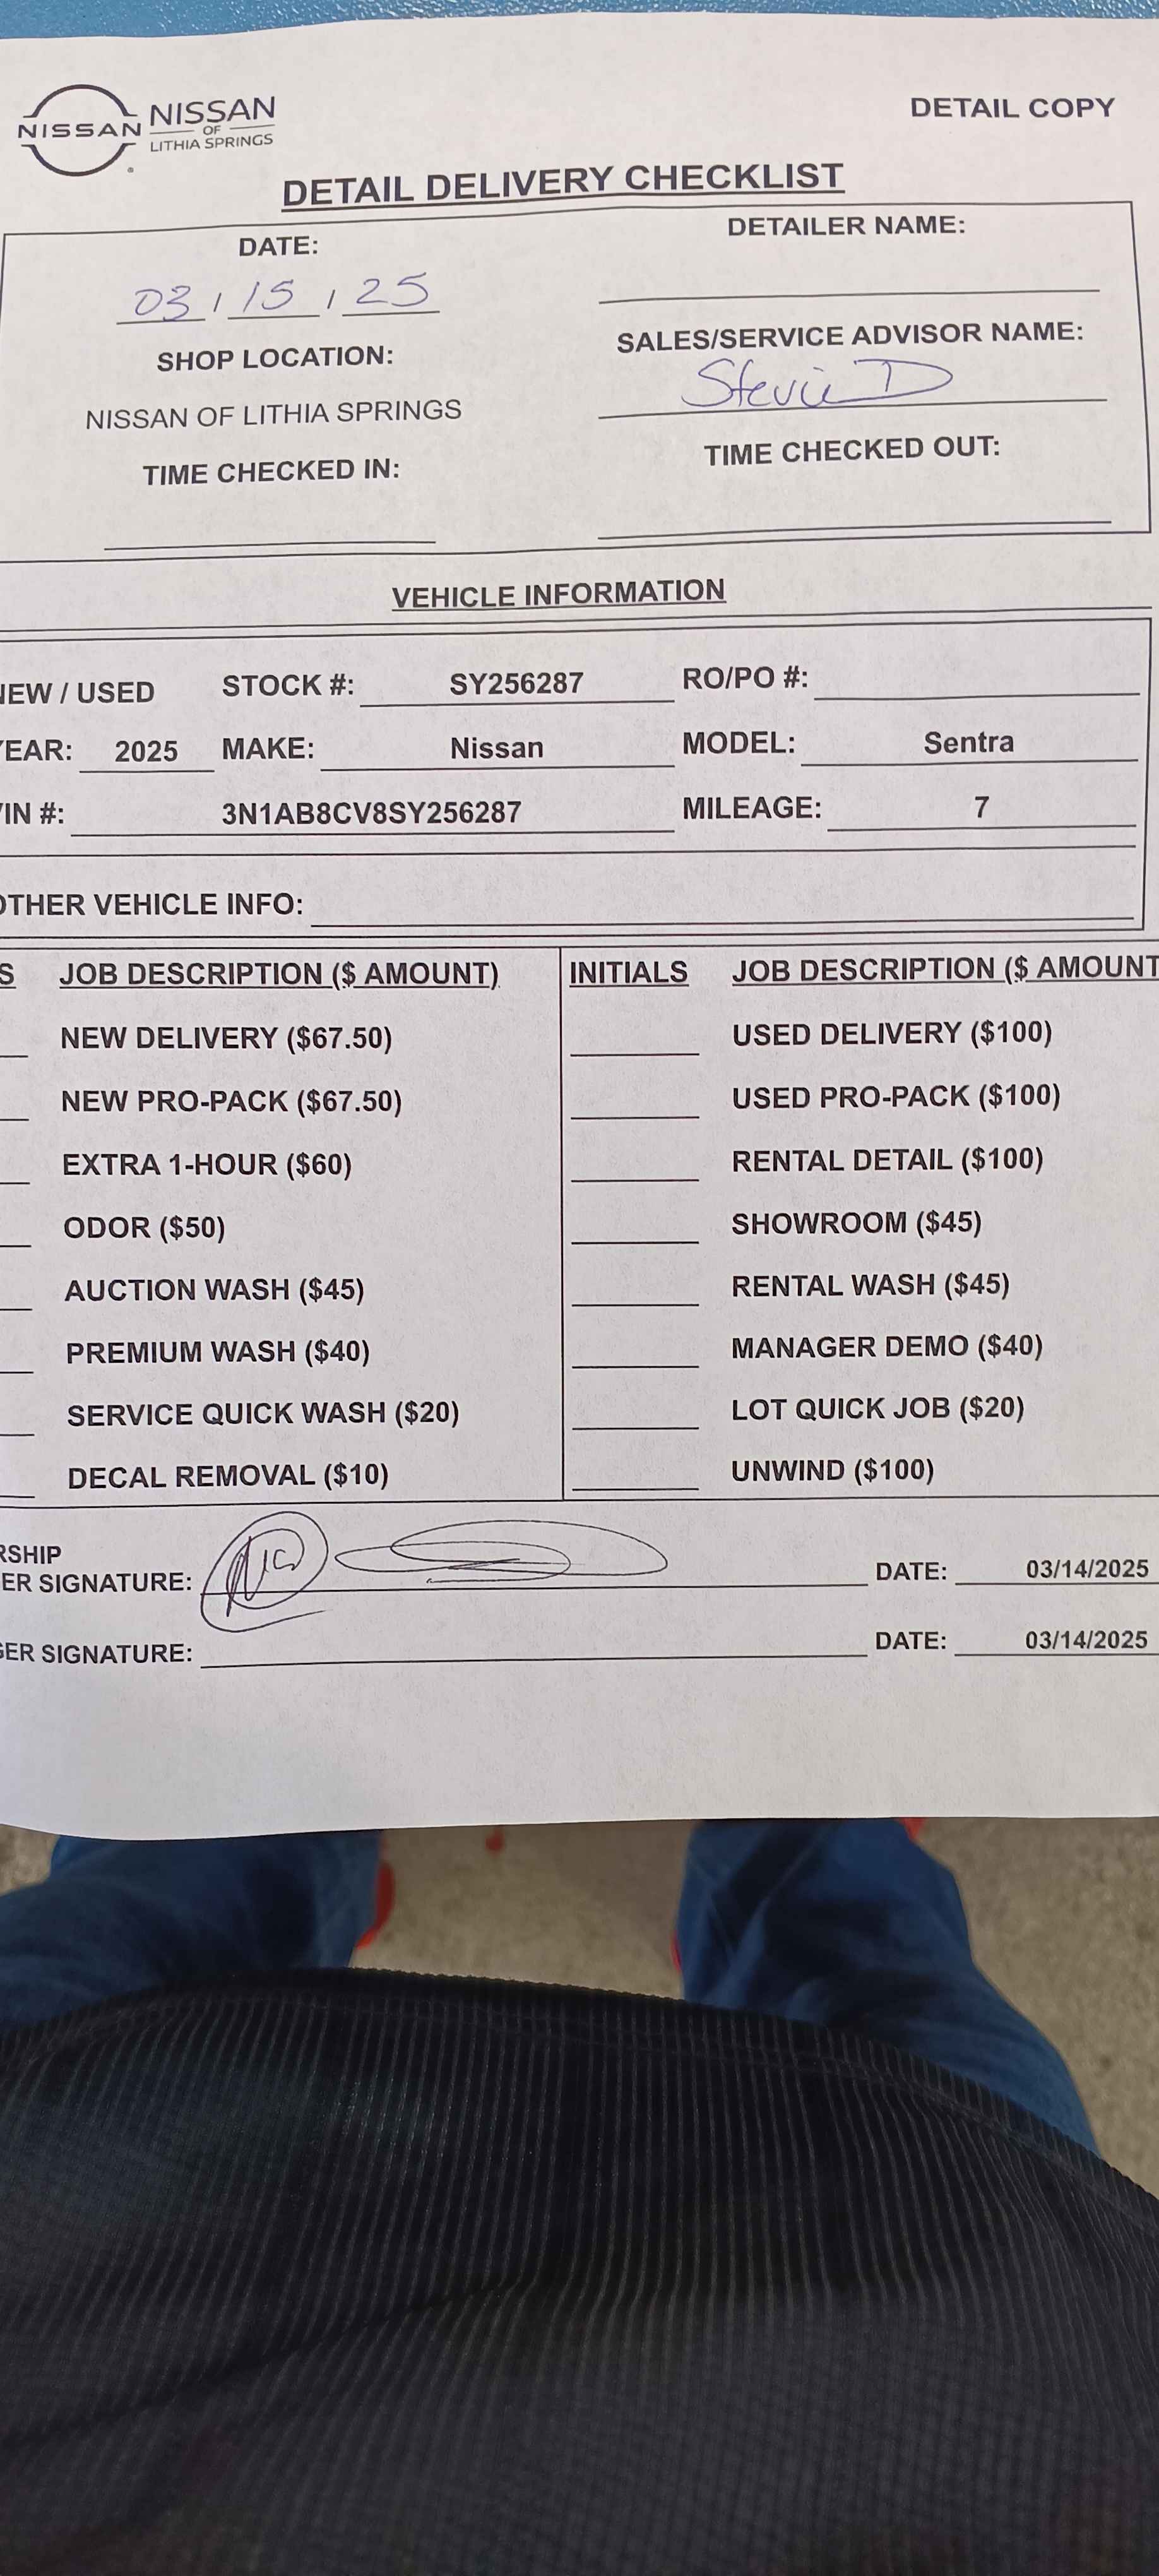 NISSAN
NISSAN
OF
LITHIA SPRINGS
DETAIL COPY
DETAIL DELIVERY CHECKLIST
DATE:
03 / 15 / 25
SHOP LOCATION:
NISSAN OF LITHIA SPRINGS
TIME CHECKED IN:
DETAILER NAME:
SALES/SERVICE ADVISOR NAME:
Stevie D
TIME CHECKED OUT:
VEHICLE INFORMATION
NEW / USED STOCK #: SY256287 RO/PO #:
YEAR: 2025 MAKE: Nissan MODEL: Sentra
VIN #: 3N1AB8CV8SY256287 MILEAGE: 7
OTHER VEHICLE INFO:
S JOB DESCRIPTION ($ AMOUNT) INITIALS JOB DESCRIPTION ($ AMOUNT
NEW DELIVERY ($67.50) USED DELIVERY ($100)
NEW PRO-PACK ($67.50) USED PRO-PACK ($100)
EXTRA 1-HOUR ($60) RENTAL DETAIL ($100)
ODOR ($50) SHOWROOM ($45)
AUCTION WASH ($45) RENTAL WASH ($45)
PREMIUM WASH ($40) MANAGER DEMO ($40)
SERVICE QUICK WASH ($20) LOT QUICK JOB ($20)
DECAL REMOVAL ($10) UNWIND ($100)
RSHIP
ER SIGNATURE: DATE: 03/14/2025
GER SIGNATURE: DATE: 03/14/2025